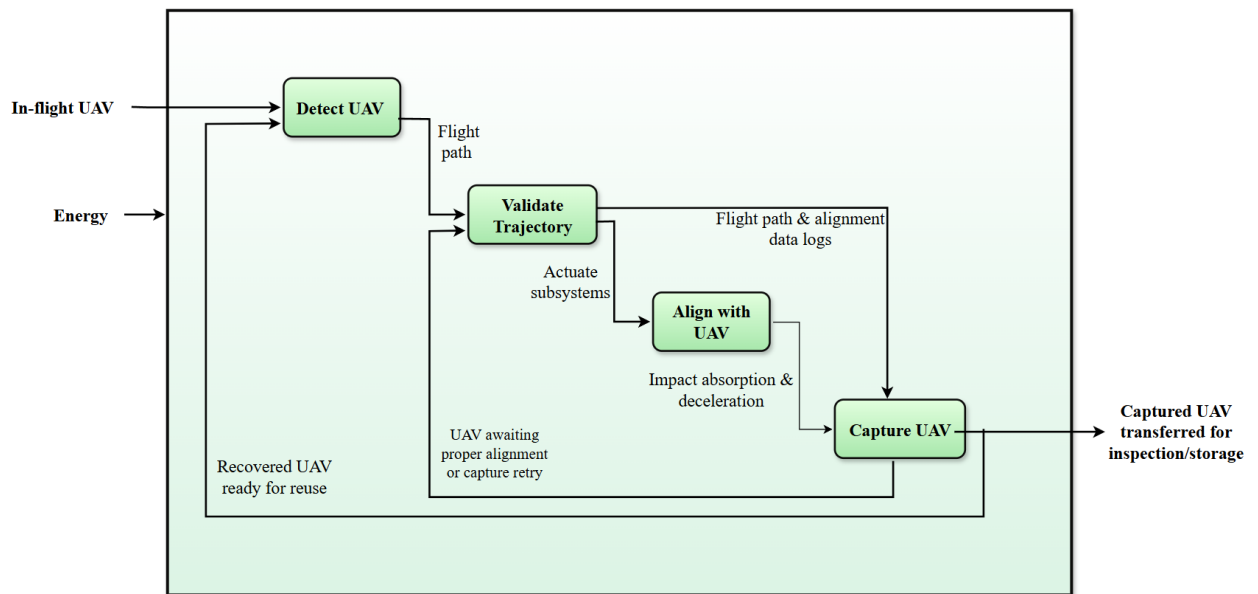 In-flight UAV
Detect UAV
Flight
path
Energy
Validate
Trajectory
Flight path & alignment
data logs
Actuate
subsystems
Align with
UAV
Impact absorption &
deceleration
Capture UAV
Captured UAV
transferred for
inspection/storage
UAV awaiting
proper alignment
or capture retry
Recovered UAV
ready for reuse